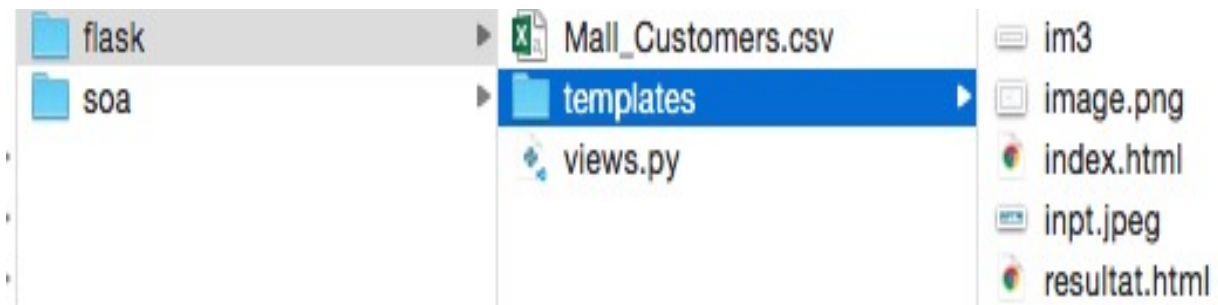 flask
soa
Mall_Customers.csv
templates
views.py
im3
image.png
index.html
inpt.jpeg
resultat.html